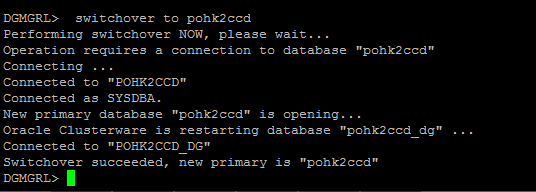 DGMGRL>  switchover to pohk2ccd
Performing switchover NOW, please wait...
Operation requires a connection to database "pohk2ccd"
Connecting ...
Connected to "POHK2CCD"
Connected as SYSDBA.
New primary database "pohk2ccd" is opening...
Oracle Clusterware is restarting database "pohk2ccd_dg" ...
Connected to "POHK2CCD_DG"
Switchover succeeded, new primary is "pohk2ccd"
DGMGRL>